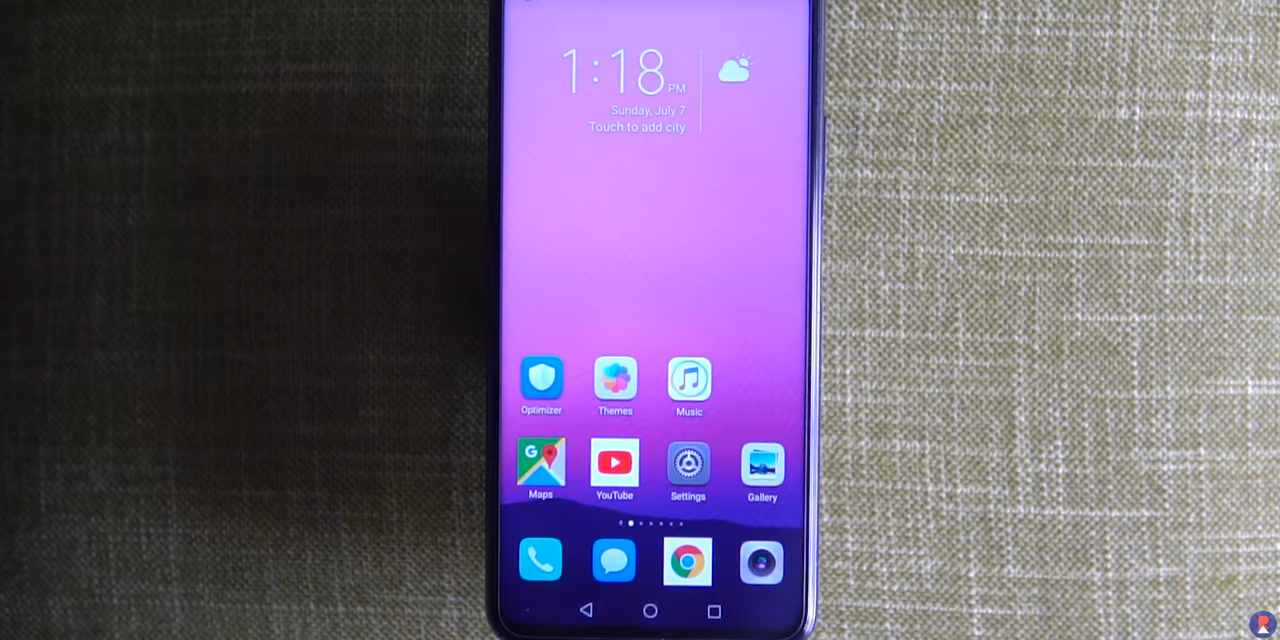 1:18 PM
Sunday, July 7
Touch to add city
Optimizer
Themes
Music
G
Maps
YouTube
Settings
Gallery
R